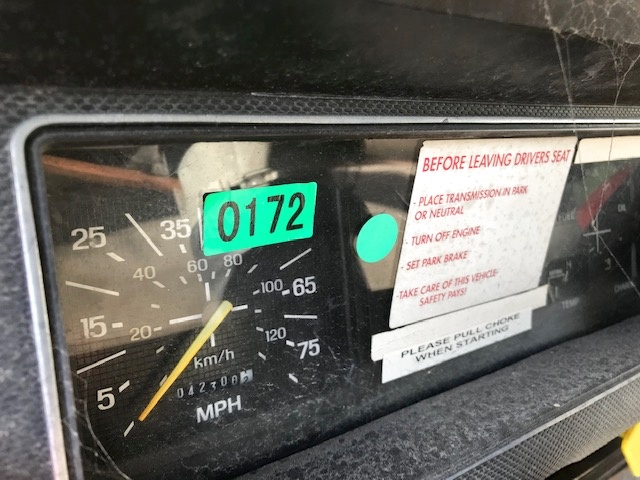 0172
25
35
40
60
80
100
65
15
20
120
75
km/h
5
04230
MPH
BEFORE LEAVING DRIVERS SEAT
- PLACE TRANSMISSION IN PARK
OR NEUTRAL
- TURN OFF ENGINE
- SET PARK BRAKE
-TAKE CARE OF THIS VEHICLE-
SAFETY PAYS!
PLEASE PULL CHOKE
WHEN STARTING
FUEL
OIL
TEMP